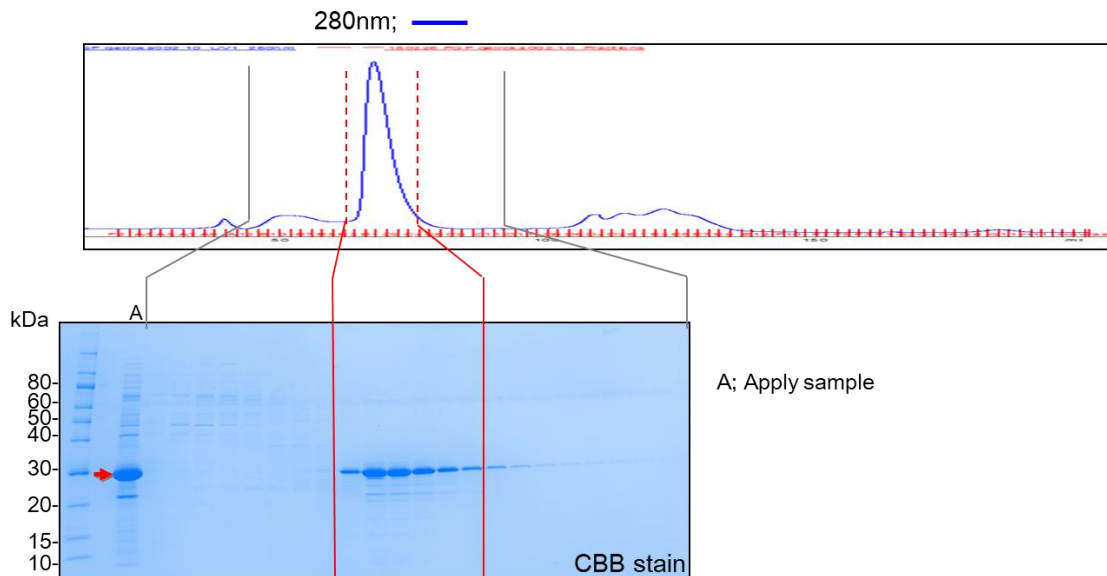 280nm;
50 100 150 ml
kDa
A
80-
60-
50-
40-
30-
20-
15-
10-
A; Apply sample
CBB stain